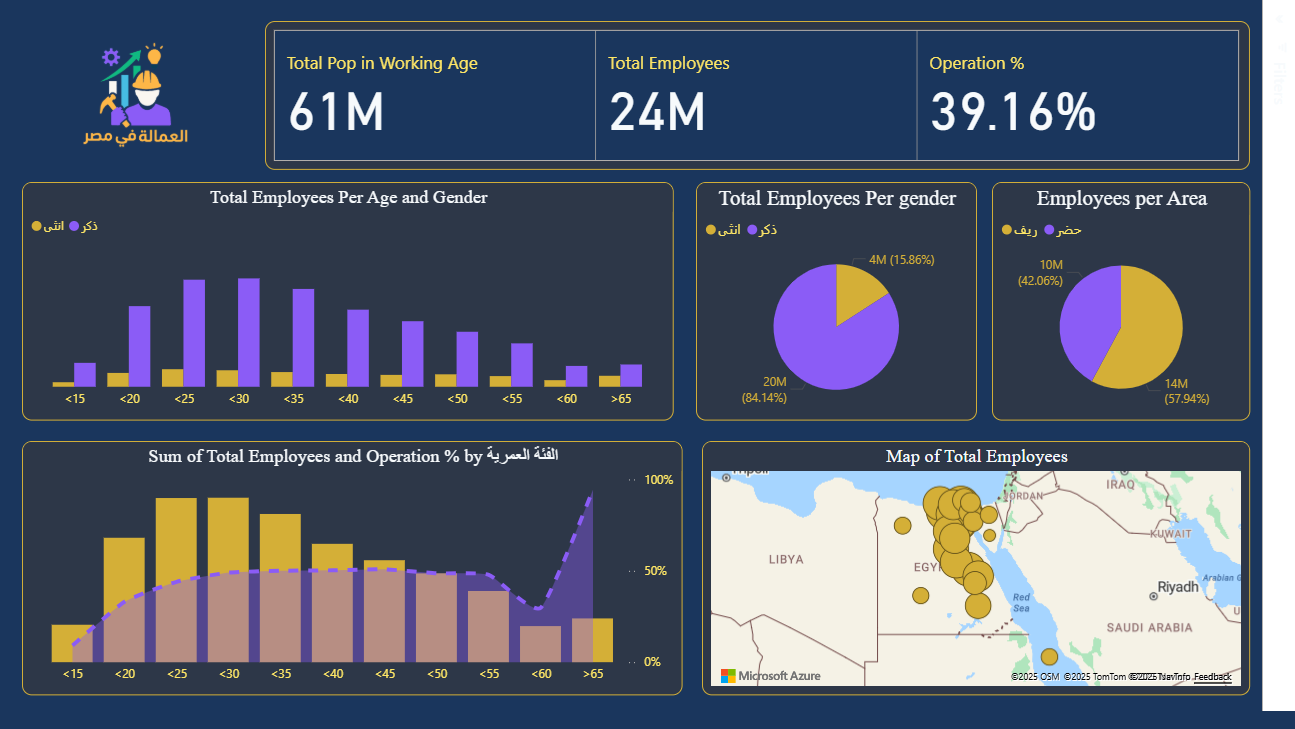 العمالة في مصر
Total Pop in Working Age
61M
Total Employees
24M
Operation %
39.16%
Filters
Total Employees Per Age and Gender
انثى ذكر
<15 <20 <25 <30 <35 <40 <45 <50 <55 <60 >65
Total Employees Per gender
انثى ذكر
4M (15.86%)
20M
(84.14%)
Employees per Area
ريف حضر
10M
(42.06%)
14M
(57.94%)
Sum of Total Employees and Operation % by الفئة العمرية
100%
50%
0%
<15 <20 <25 <30 <35 <40 <45 <50 <55 <60 >65
Map of Total Employees
JORDAN
IRAQ
KUWAIT
LIBYA
Riyadh
Red
Sea
SAUDI ARABIA
Microsoft Azure
©2025 OSM ©2025 TomTom
Feedback